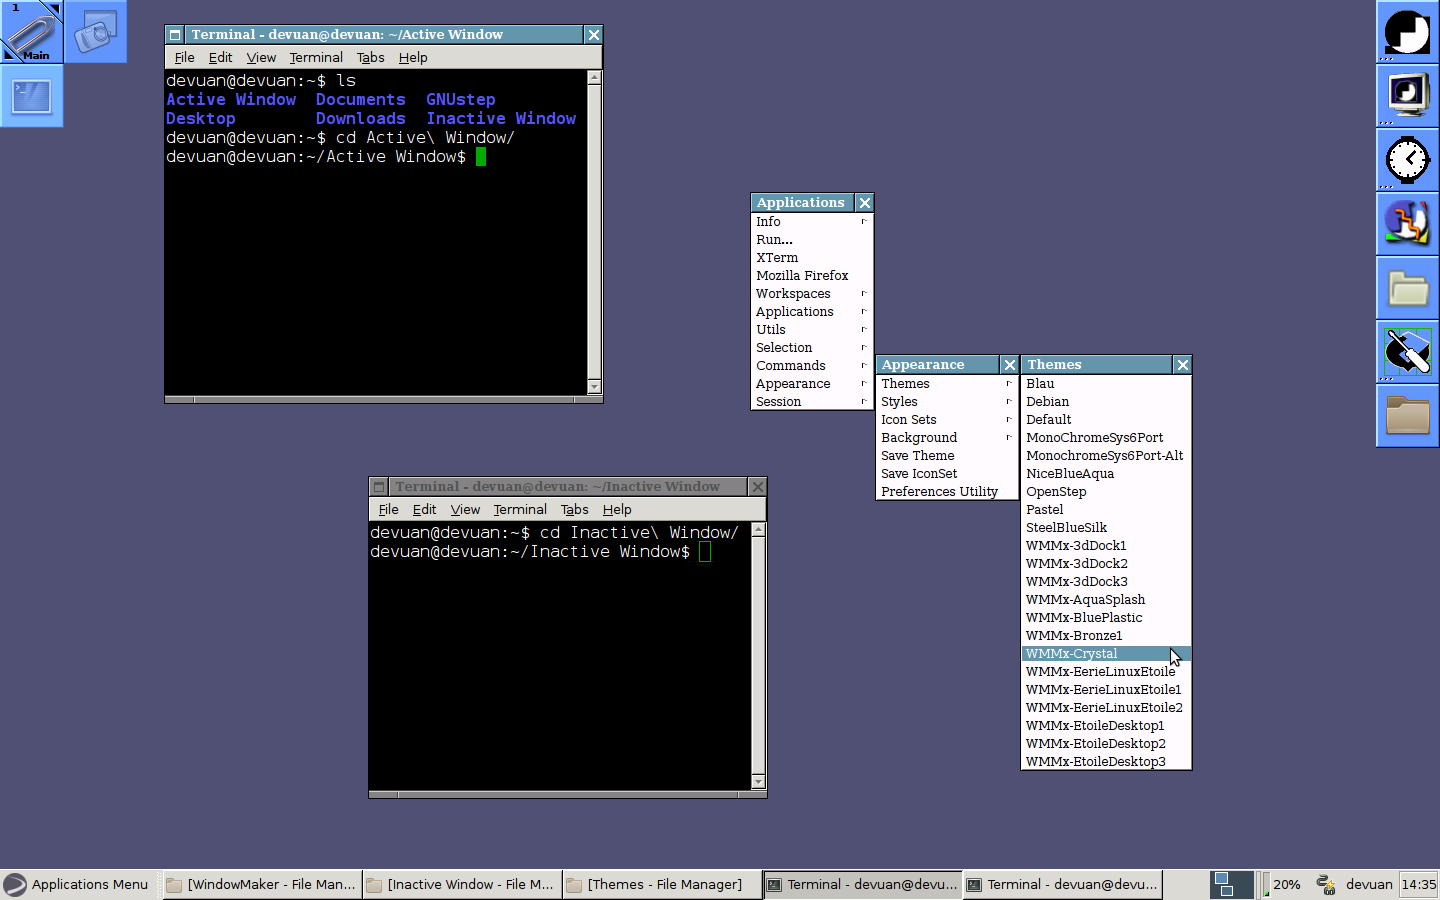 1
Main
Terminal - devuan@devuan: ~/Active Window
File Edit View Terminal Tabs Help
devuan@devuan:~$ ls
Active Window Documents GNUstep
Desktop Downloads Inactive Window
devuan@devuan:~$ cd Active\ Window/
devuan@devuan:~/Active Window$
Applications
Info
Run...
XTerm
Mozilla Firefox
Workspaces
Applications
Utils
Selection
Commands
Appearance
Session
Appearance
Themes
Styles
Icon Sets
Background
Save Theme
Save IconSet
Preferences Utility
Themes
Blau
Debian
Default
MonoChromeSys6Port
MonochromeSys6Port-Alt
NiceBlueAqua
OpenStep
Pastel
SteelBlueSilk
WMMx-3dDock1
WMMx-3dDock2
WMMx-3dDock3
WMMx-AquaSplash
WMMx-BluePlastic
WMMx-Bronze1
WMMx-Crystal
WMMx-EerieLinuxEtoile
WMMx-EerieLinuxEtoile1
WMMx-EerieLinuxEtoile2
WMMx-EtoileDesktop1
WMMx-EtoileDesktop2
WMMx-EtoileDesktop3
Terminal - devuan@devuan: ~/Inactive Window
File Edit View Terminal Tabs Help
devuan@devuan:~$ cd Inactive\ Window/
devuan@devuan:~/Inactive Window$
Applications Menu [WindowMaker - File Man... [Inactive Window - File M... [Themes - File Manager] Terminal - devuan@devu... Terminal - devuan@devu... 20% devuan 14:35